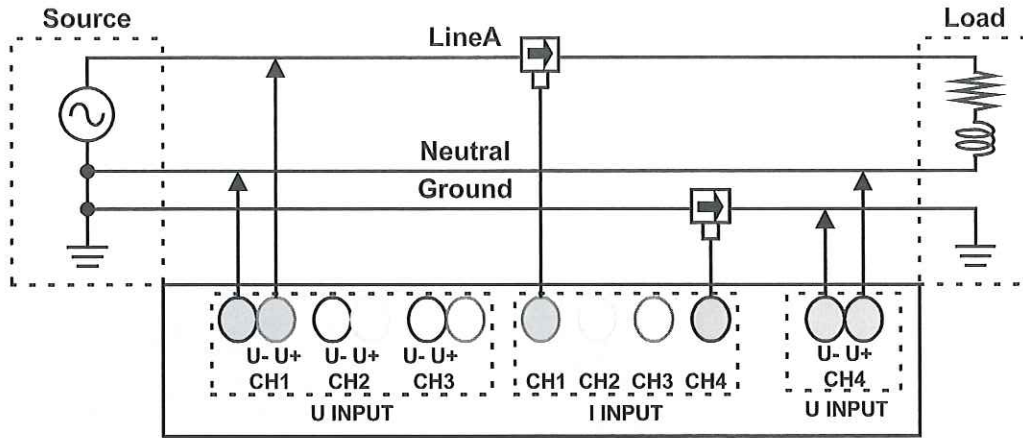 Source
Load
LineA
Neutral
Ground
U- U+
U- U+
U- U+
U- U+
CH1
CH2
CH3
CH1
CH2
CH3
CH4
CH4
U INPUT
I INPUT
U INPUT